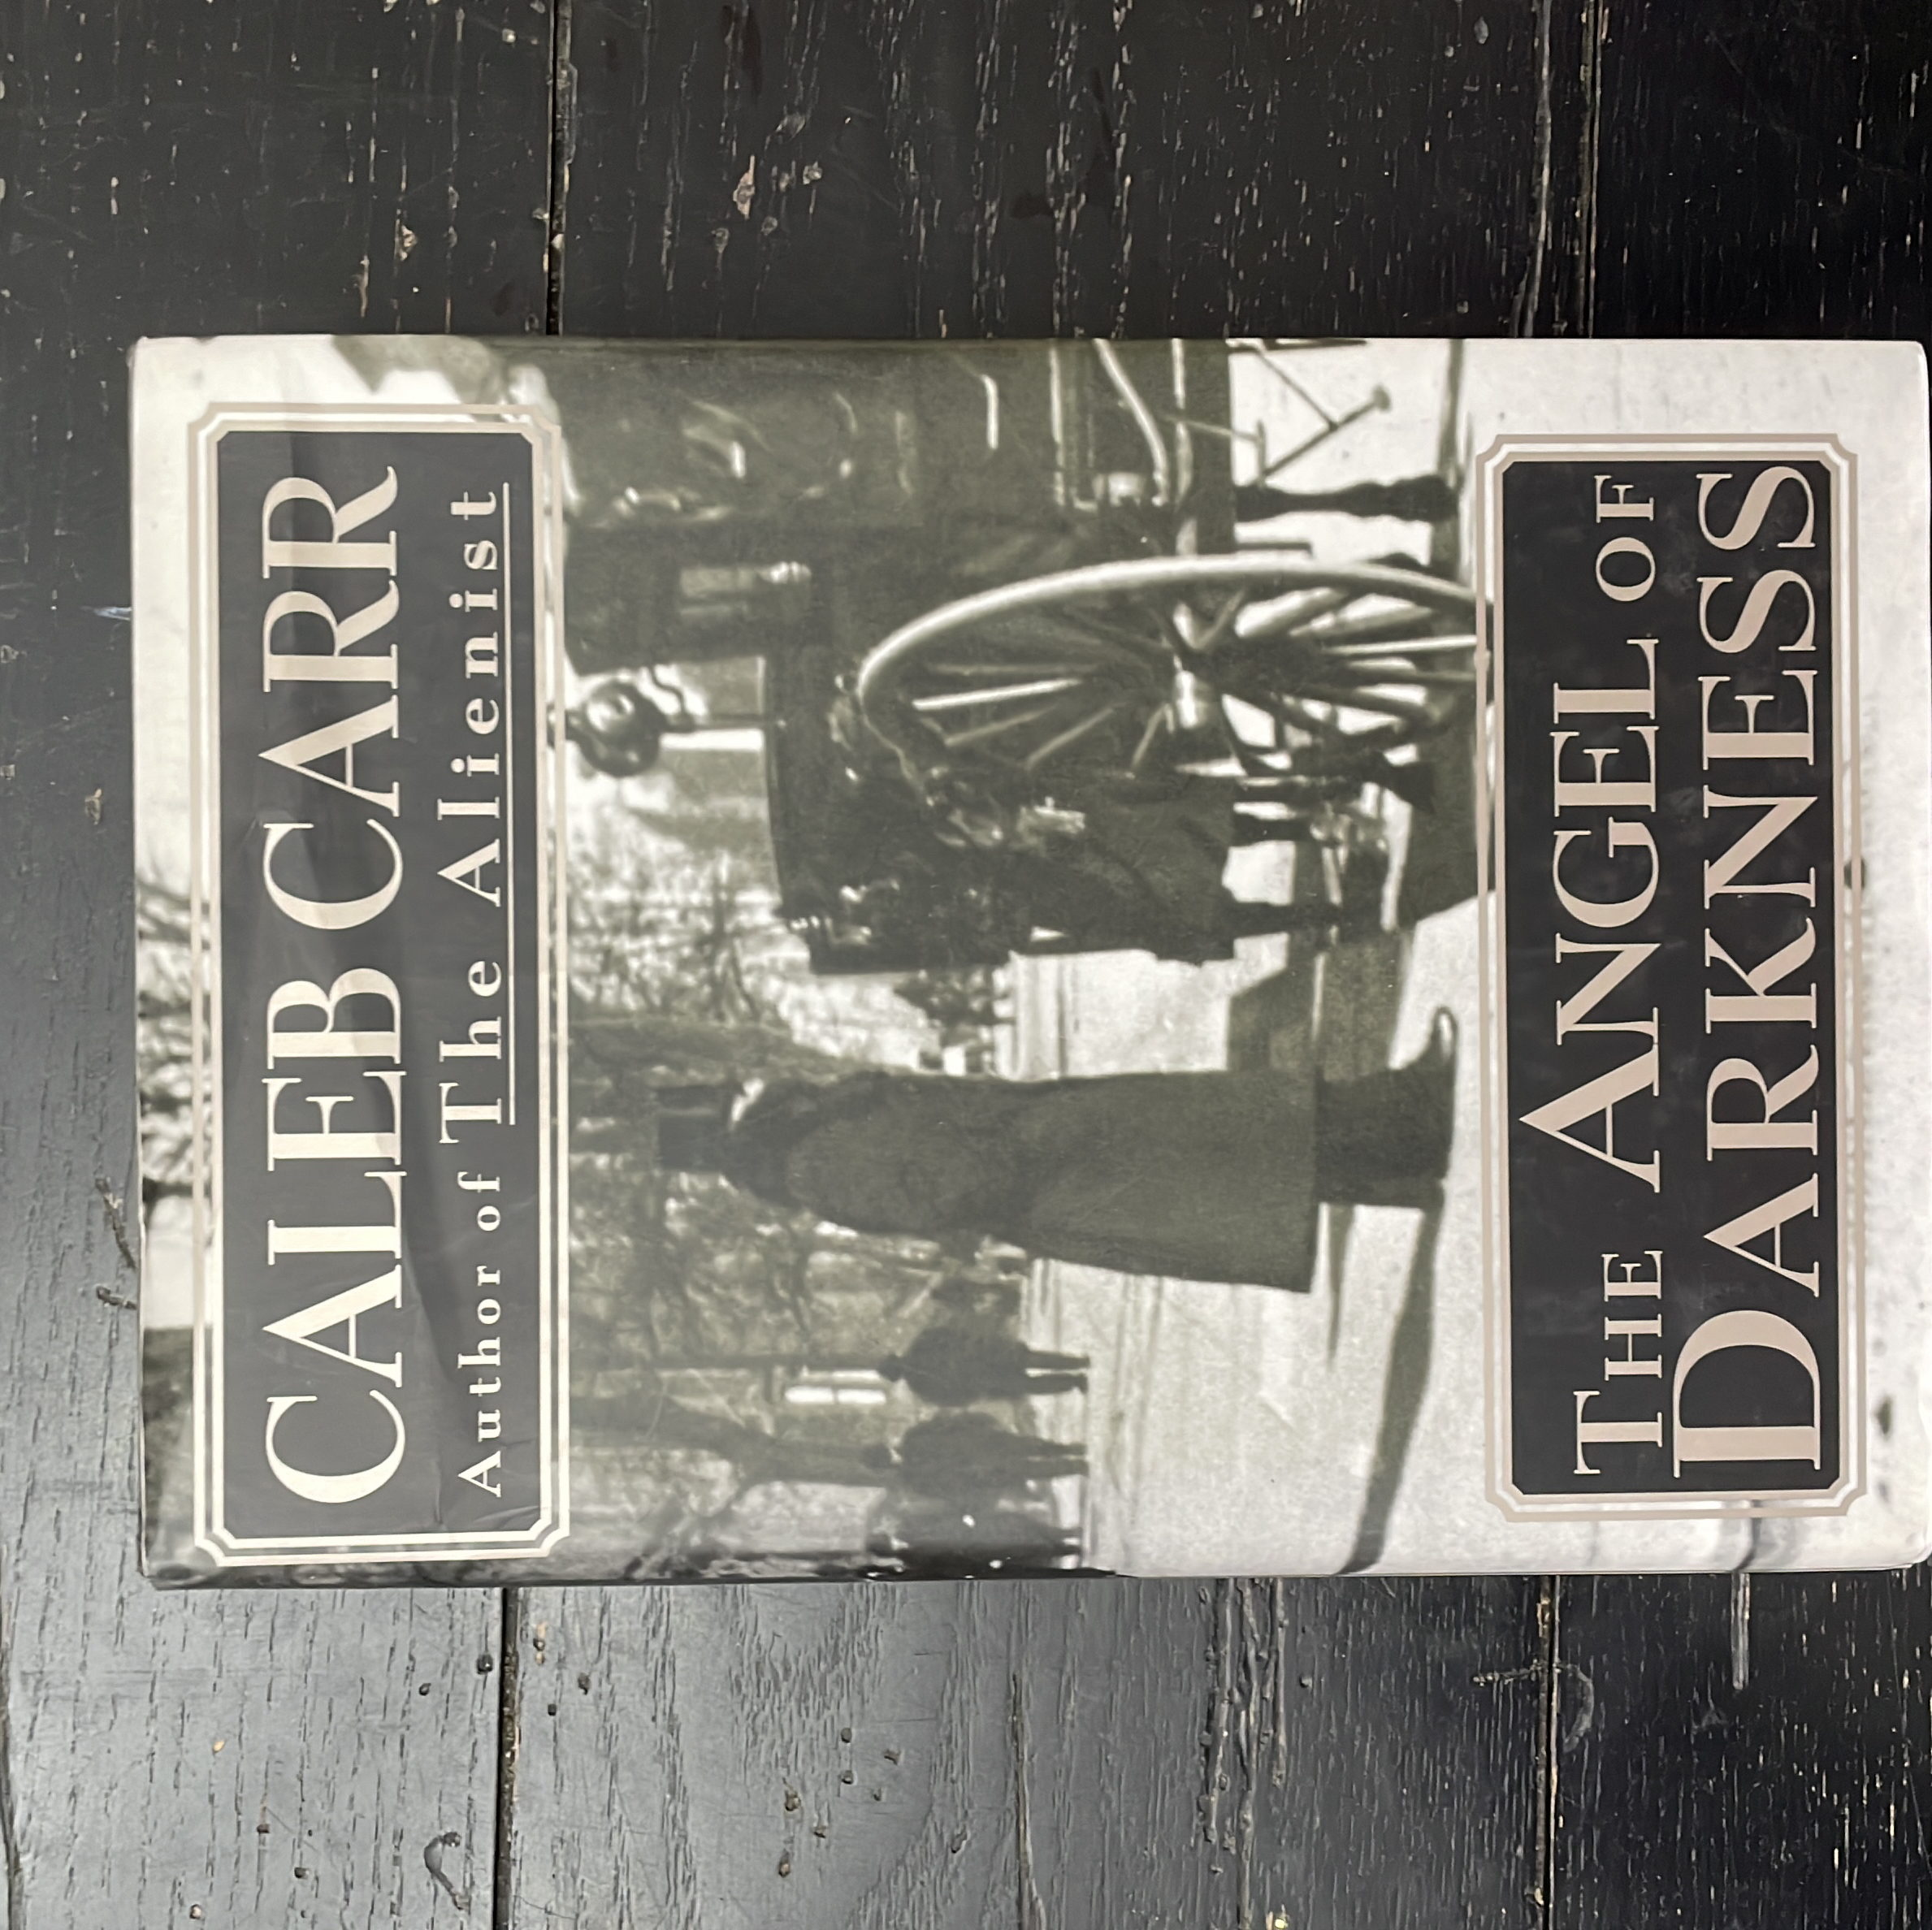 CALEB CARR
Author of The Alienist
THE ANGEL OF
DARKNESS